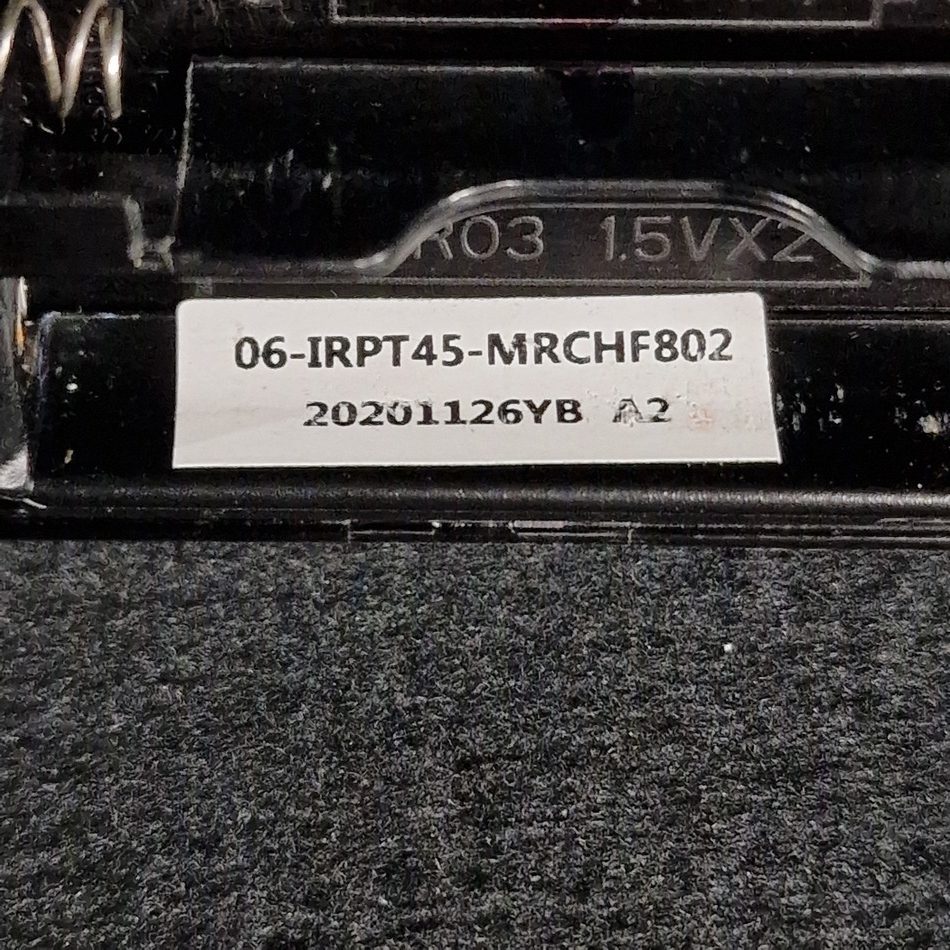 R03 1.5VX2
06-IRPT45-MRCHF802
20201126YB A2